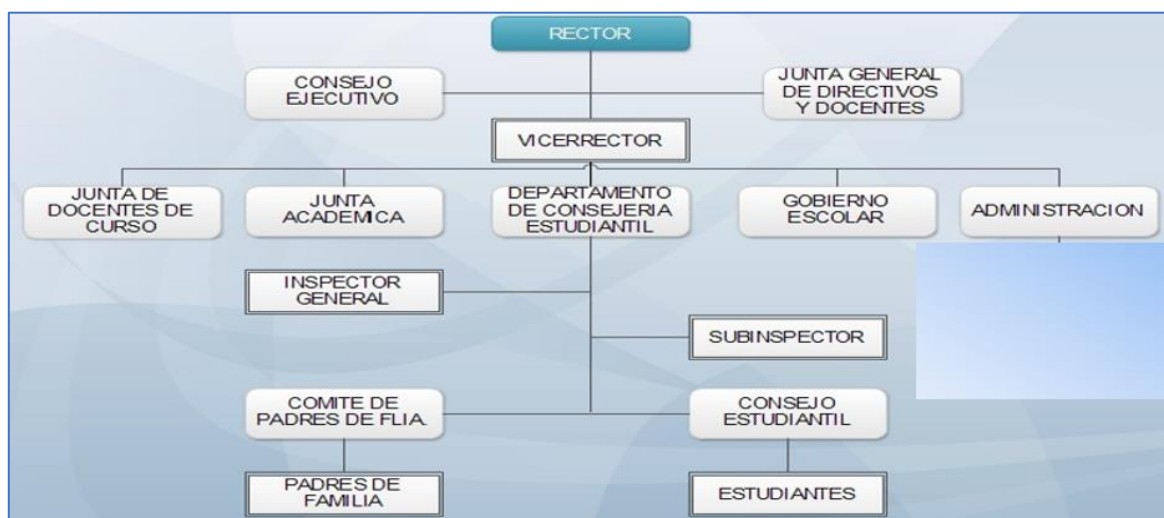 RECTOR
CONSEJO
EJECUTIVO
JUNTA GENERAL
DE DIRECTIVOS
Y DOCENTES
VICERRECTOR
JUNTA DE
DOCENTES DE
CURSO
JUNTA
ACADEMICA
DEPARTAMENTO
DE CONSEJERIA
ESTUDIANTIL
GOBIERNO
ESCOLAR
ADMINISTRACION
INSPECTOR
GENERAL
SUBINSPECTOR
COMITE DE
PADRES DE FLIA.
CONSEJO
ESTUDIANTIL
PADRES DE
FAMILIA
ESTUDIANTES